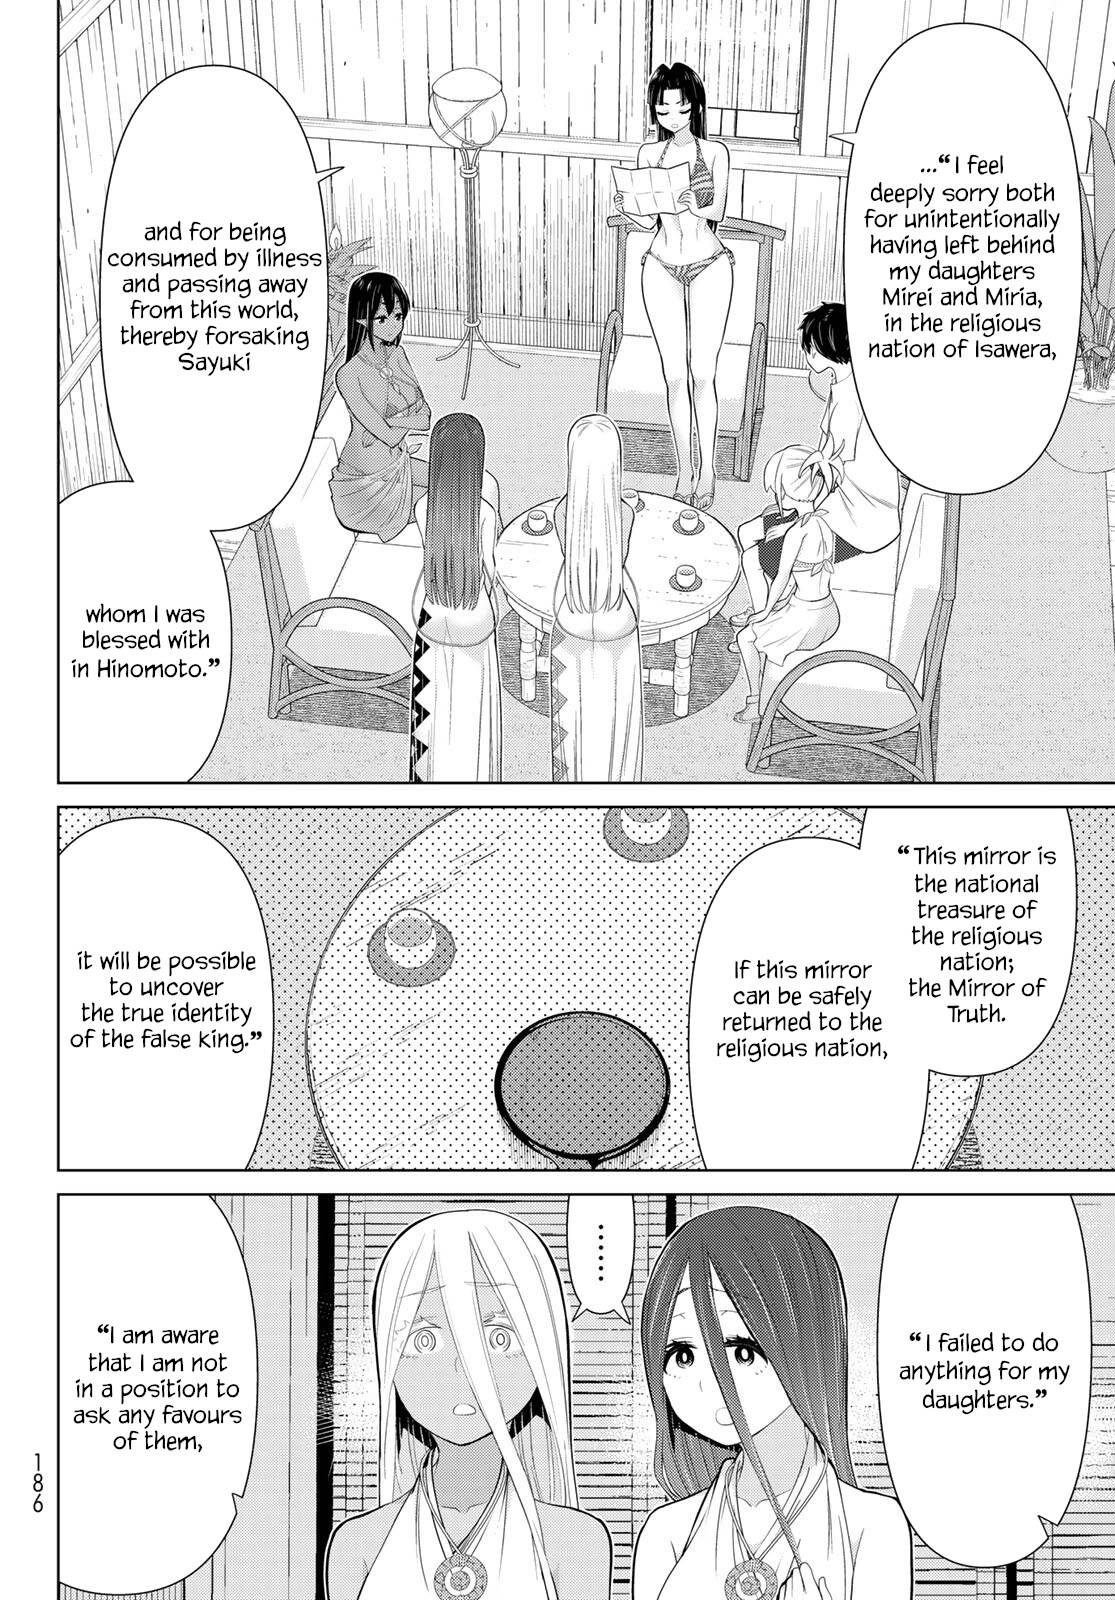 ..."I feel
deeply sorry both
for unintentionally
having left behind
my daughters
Mirei and Miria,
in the religious
nation of Isawera,
and for being
consumed by illness
and passing away
from this world,
thereby forsaking
Sayuki
whom I was
blessed with
in Hinomoto."
"This mirror is
the national
treasure of
the religious
nation;
the Mirror of
Truth.
If this mirror
can be safely
returned to the
religious nation,
it will be possible
to uncover
the true identity
of the false king."
"I failed to do
anything for my
daughters."
......
"I am aware
that I am not
in a position to
ask any favours
of them,
186